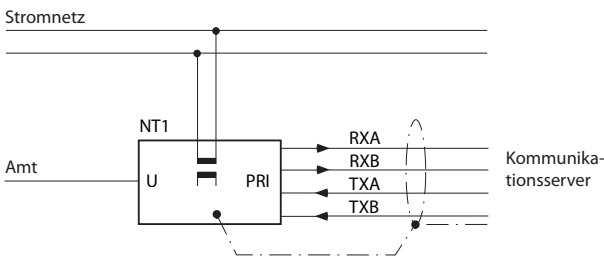 Stromnetz
NT1
Amt
U
PRI
RXA
RXB
TXA
TXB
Kommunika-
tionsserver